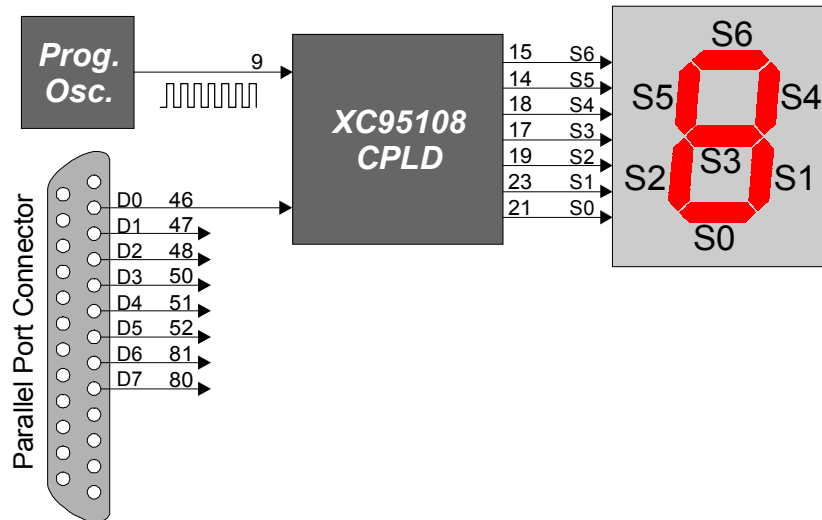 Prog.
Osc.
9
XC95108
CPLD
15 S6
14 S5
18 S4
17 S3
19 S2
23 S1
21 S0
S6
S5
S4
S3
S2
S1
S0
Parallel Port Connector
D0 46
D1 47
D2 48
D3 50
D4 51
D5 52
D6 81
D7 80